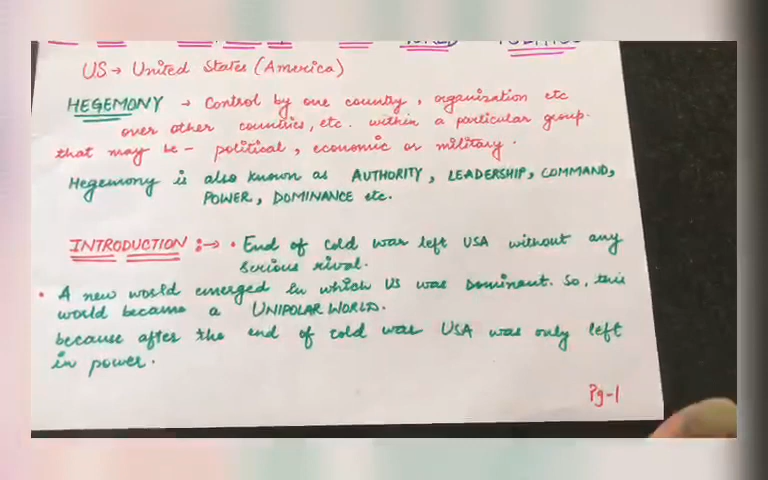 WORLD POLITICS
US → United States (America)
HEGEMONY → Control by one country, organization etc
over other countries, etc. within a particular group.
that may be - political, economic or military.
Hegemony is also known as AUTHORITY, LEADERSHIP, COMMAND,
POWER, DOMINANCE etc.
INTRODUCTION :→ • End of cold war left USA without any
serious rival.
• A new world emerged in which US was dominant. So, this
world became a UNIPOLAR WORLD.
because after the end of cold war USA was only left
in power.
Pg-1